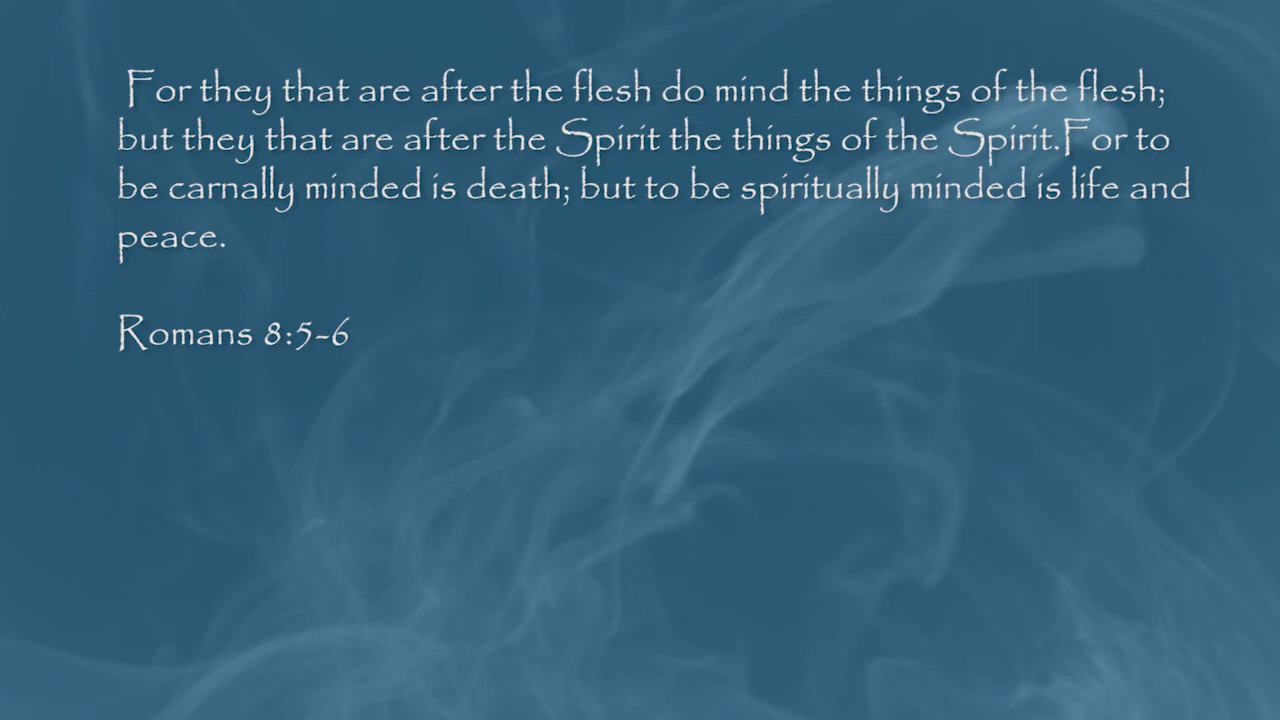 For they that are after the flesh do mind the things of the flesh;
but they that are after the Spirit the things of the Spirit.For to
be carnally minded is death; but to be spiritually minded is life and
peace.
Romans 8:5-6